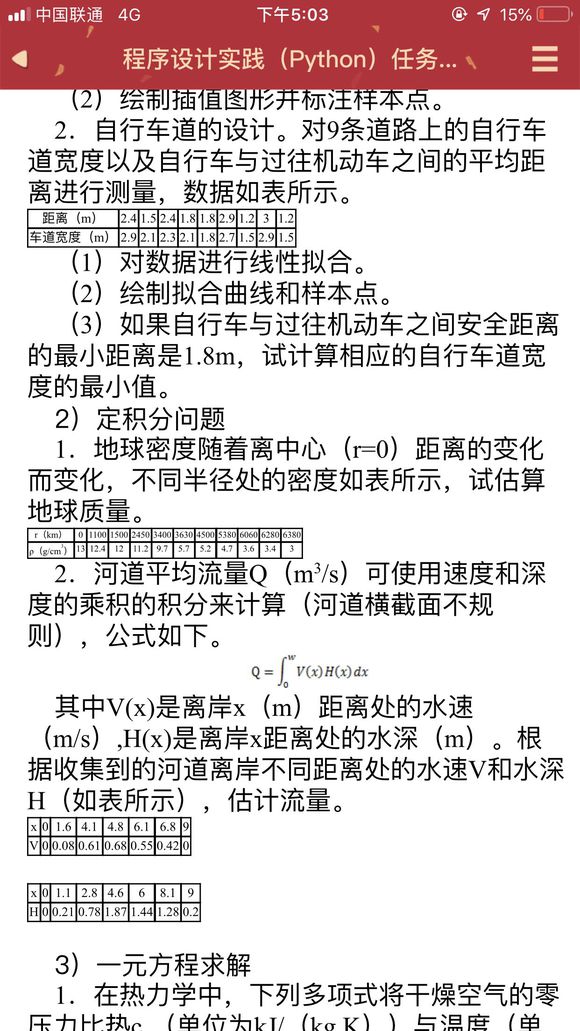 中国联通 4G 下午5:03 15%
程序设计实践（Python）任务...
（2）绘制插值图形并标注样本点。
2．自行车道的设计。对9条道路上的自行车
道宽度以及自行车与过往机动车之间的平均距
离进行测量，数据如表所示。
距离（m） 2.4 1.5 2.4 1.8 1.8 2.9 1.2 3 1.2
车道宽度（m） 2.9 2.1 2.3 2.1 1.8 2.7 1.5 2.9 1.5
（1）对数据进行线性拟合。
（2）绘制拟合曲线和样本点。
（3）如果自行车与过往机动车之间安全距离
的最小距离是1.8m，试计算相应的自行车道宽
度的最小值。
2）定积分问题
1．地球密度随着离中心（r=0）距离的变化
而变化，不同半径处的密度如表所示，试估算
地球质量。
r（km） 0 1100 1500 2450 3400 3630 4500 5380 6060 6280 6380
ρ（g/cm³） 13 12.4 12 11.2 9.7 5.7 5.2 4.7 3.6 3.4 3
2．河道平均流量Q（m³/s）可使用速度和深
度的乘积的积分来计算（河道横截面不规
则），公式如下。
Q = ∫₀ʷ V(x)H(x)dx
其中V(x)是离岸x（m）距离处的水速
（m/s）,H(x)是离岸x距离处的水深（m）。根
据收集到的河道离岸不同距离处的水速V和水深
H（如表所示），估计流量。
x 0 1.6 4.1 4.8 6.1 6.8 9
V 0 0.08 0.61 0.68 0.55 0.42 0
x 0 1.1 2.8 4.6 6 8.1 9
H 0 0.21 0.78 1.87 1.44 1.28 0.2
3）一元方程求解
1．在热力学中，下列多项式将干燥空气的零
压力比热c（单位为kJ/（kg K））与温度（单